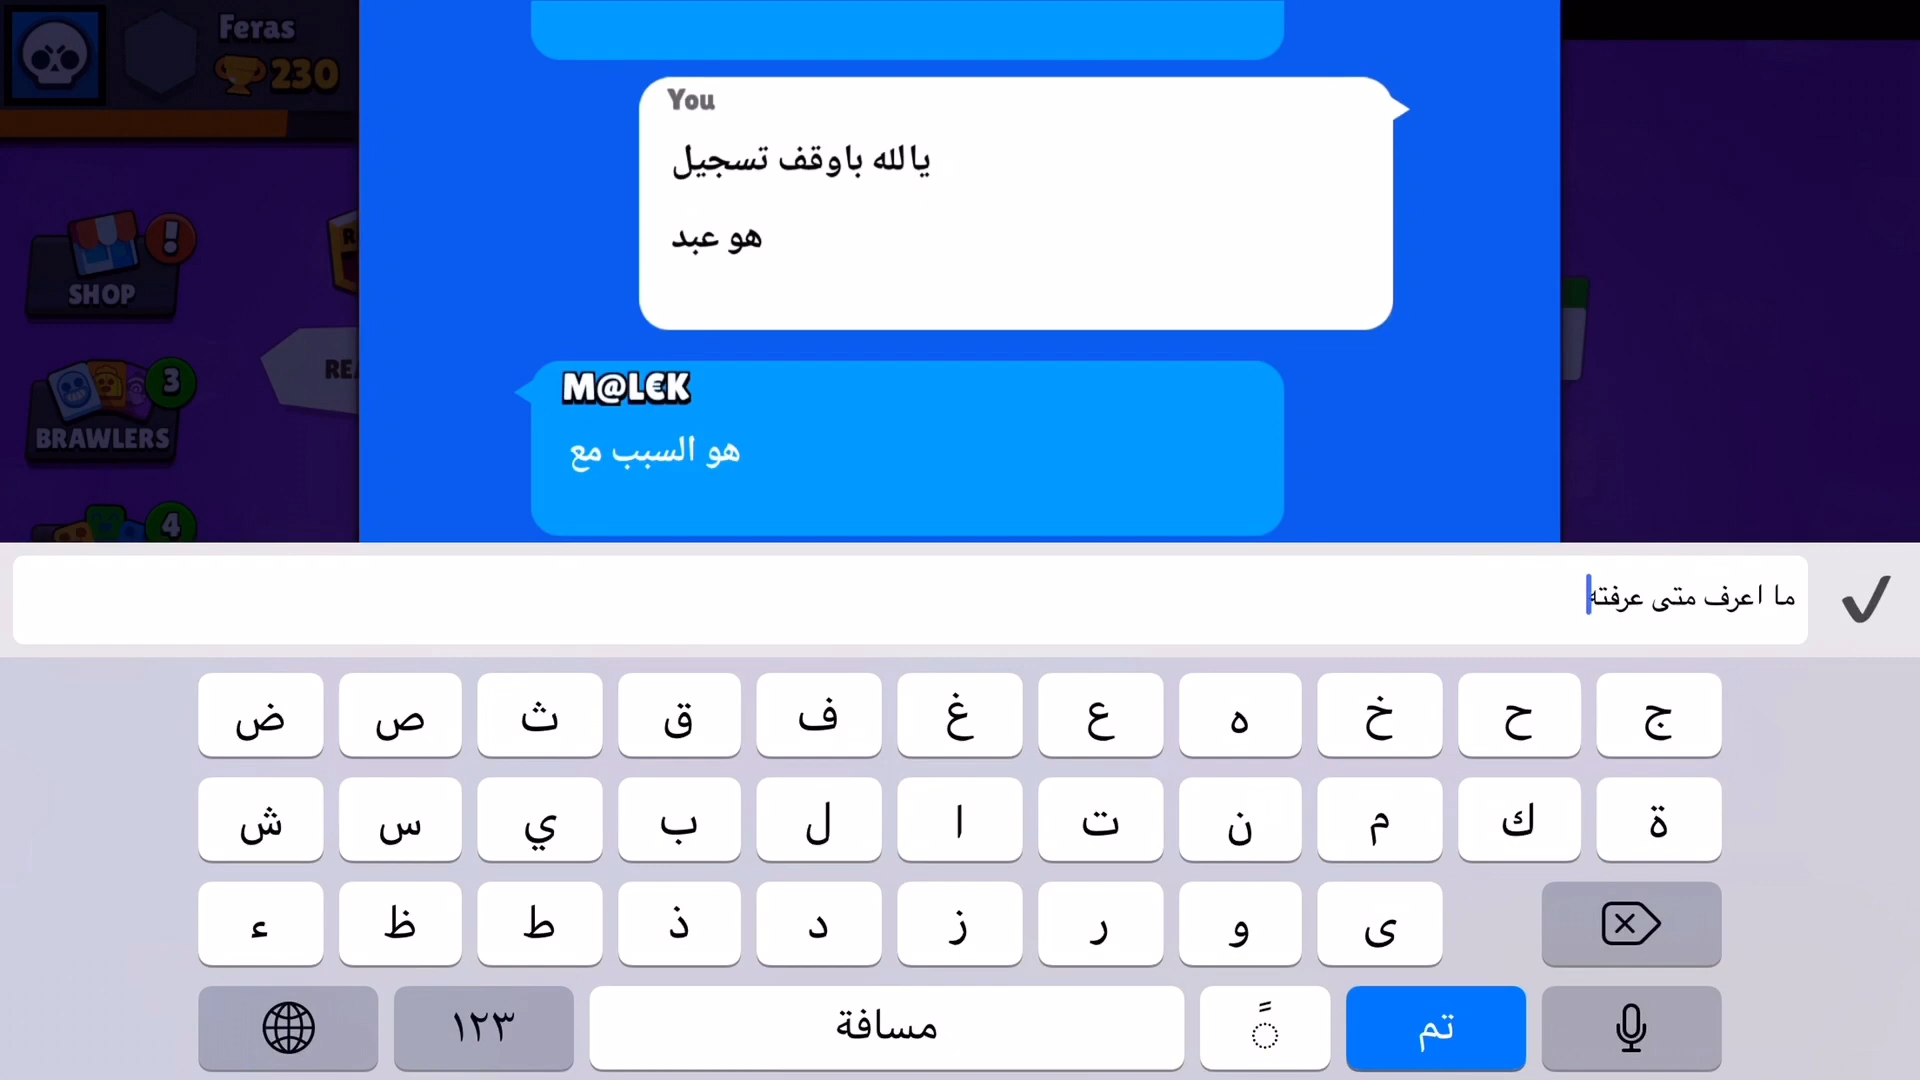 Feras
230
SHOP
BRAWLERS
3
4
You
يالله باوقف تسجيل
هو عبد
M@L€K
هو السبب مع
ما اعرف متى عرفته
ض ص ث ق ف غ ع ه خ ح ج
ش س ي ب ل ا ت ن م ك ة
ء ظ ط ذ د ز ر و ى
١٢٣ مسافة تم